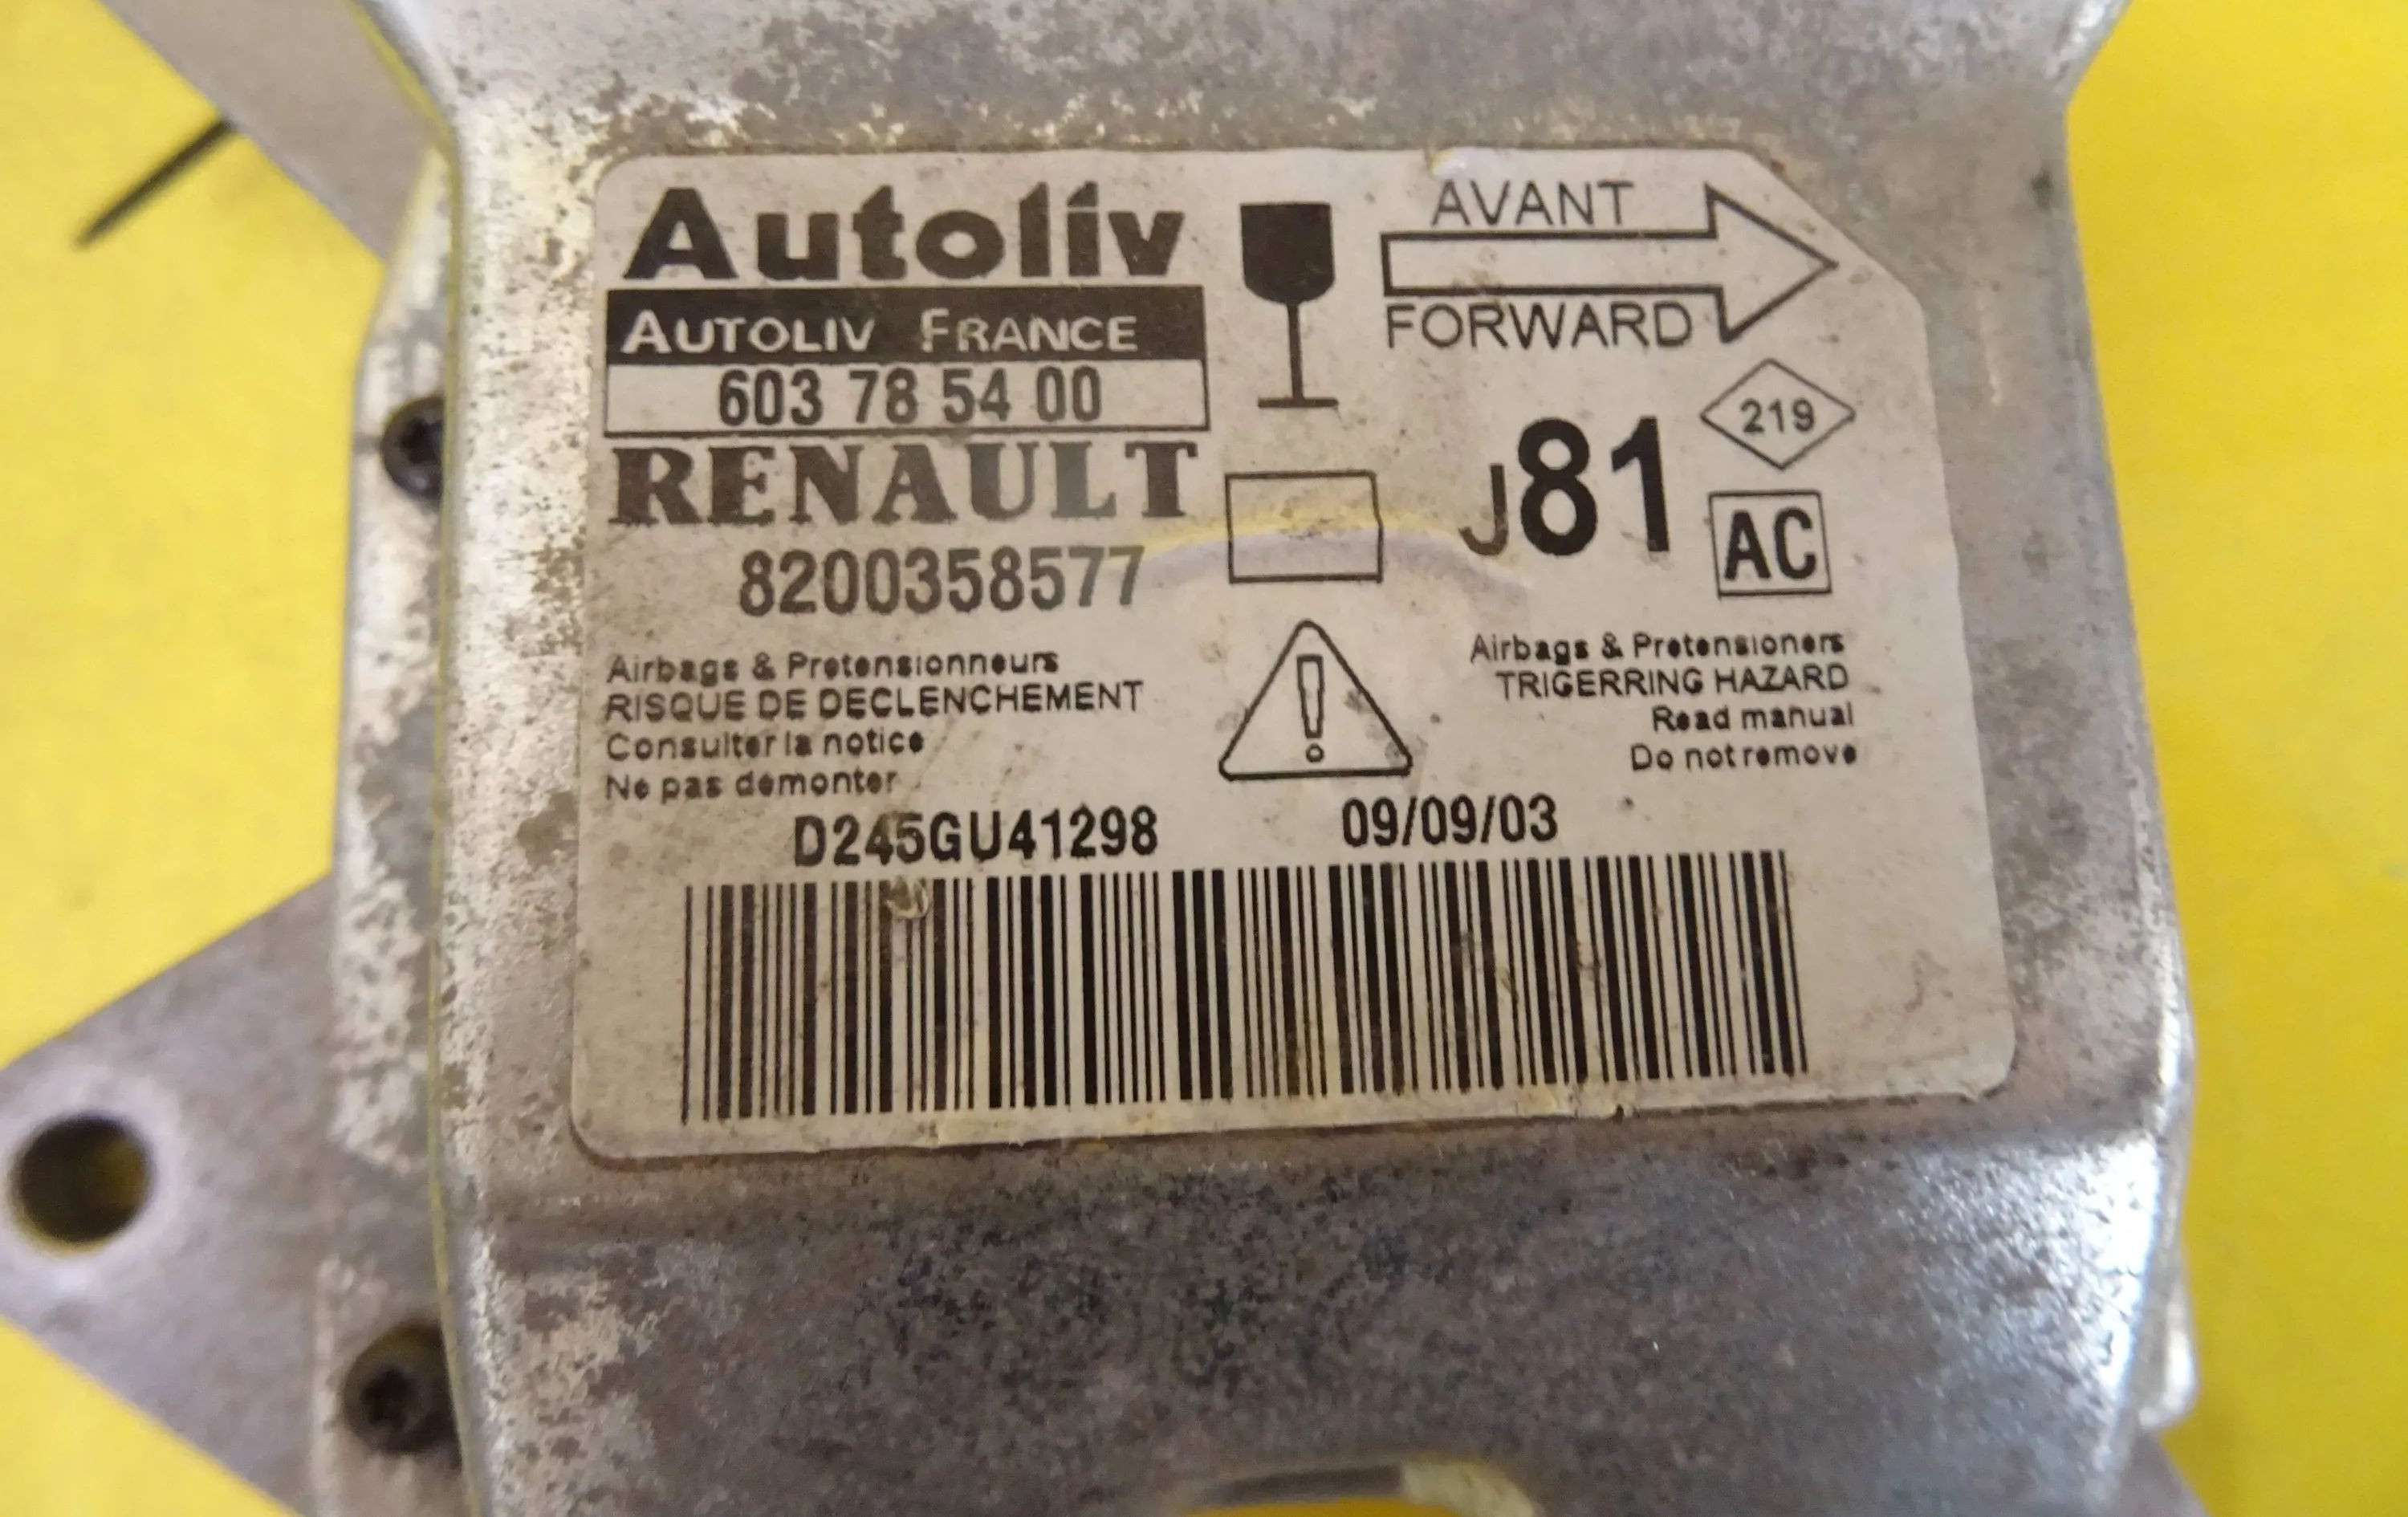 Autoliv
AUTOLIV FRANCE
603 78 54 00
RENAULT
8200358577
AVANT
FORWARD
219
J81
AC
Airbags & Pretensionneurs
RISQUE DE DECLENCHEMENT
Consulter la notice
Ne pas demonter
Airbags & Pretensioners
TRIGERRING HAZARD
Read manual
Do not remove
D245GU41298
09/09/03